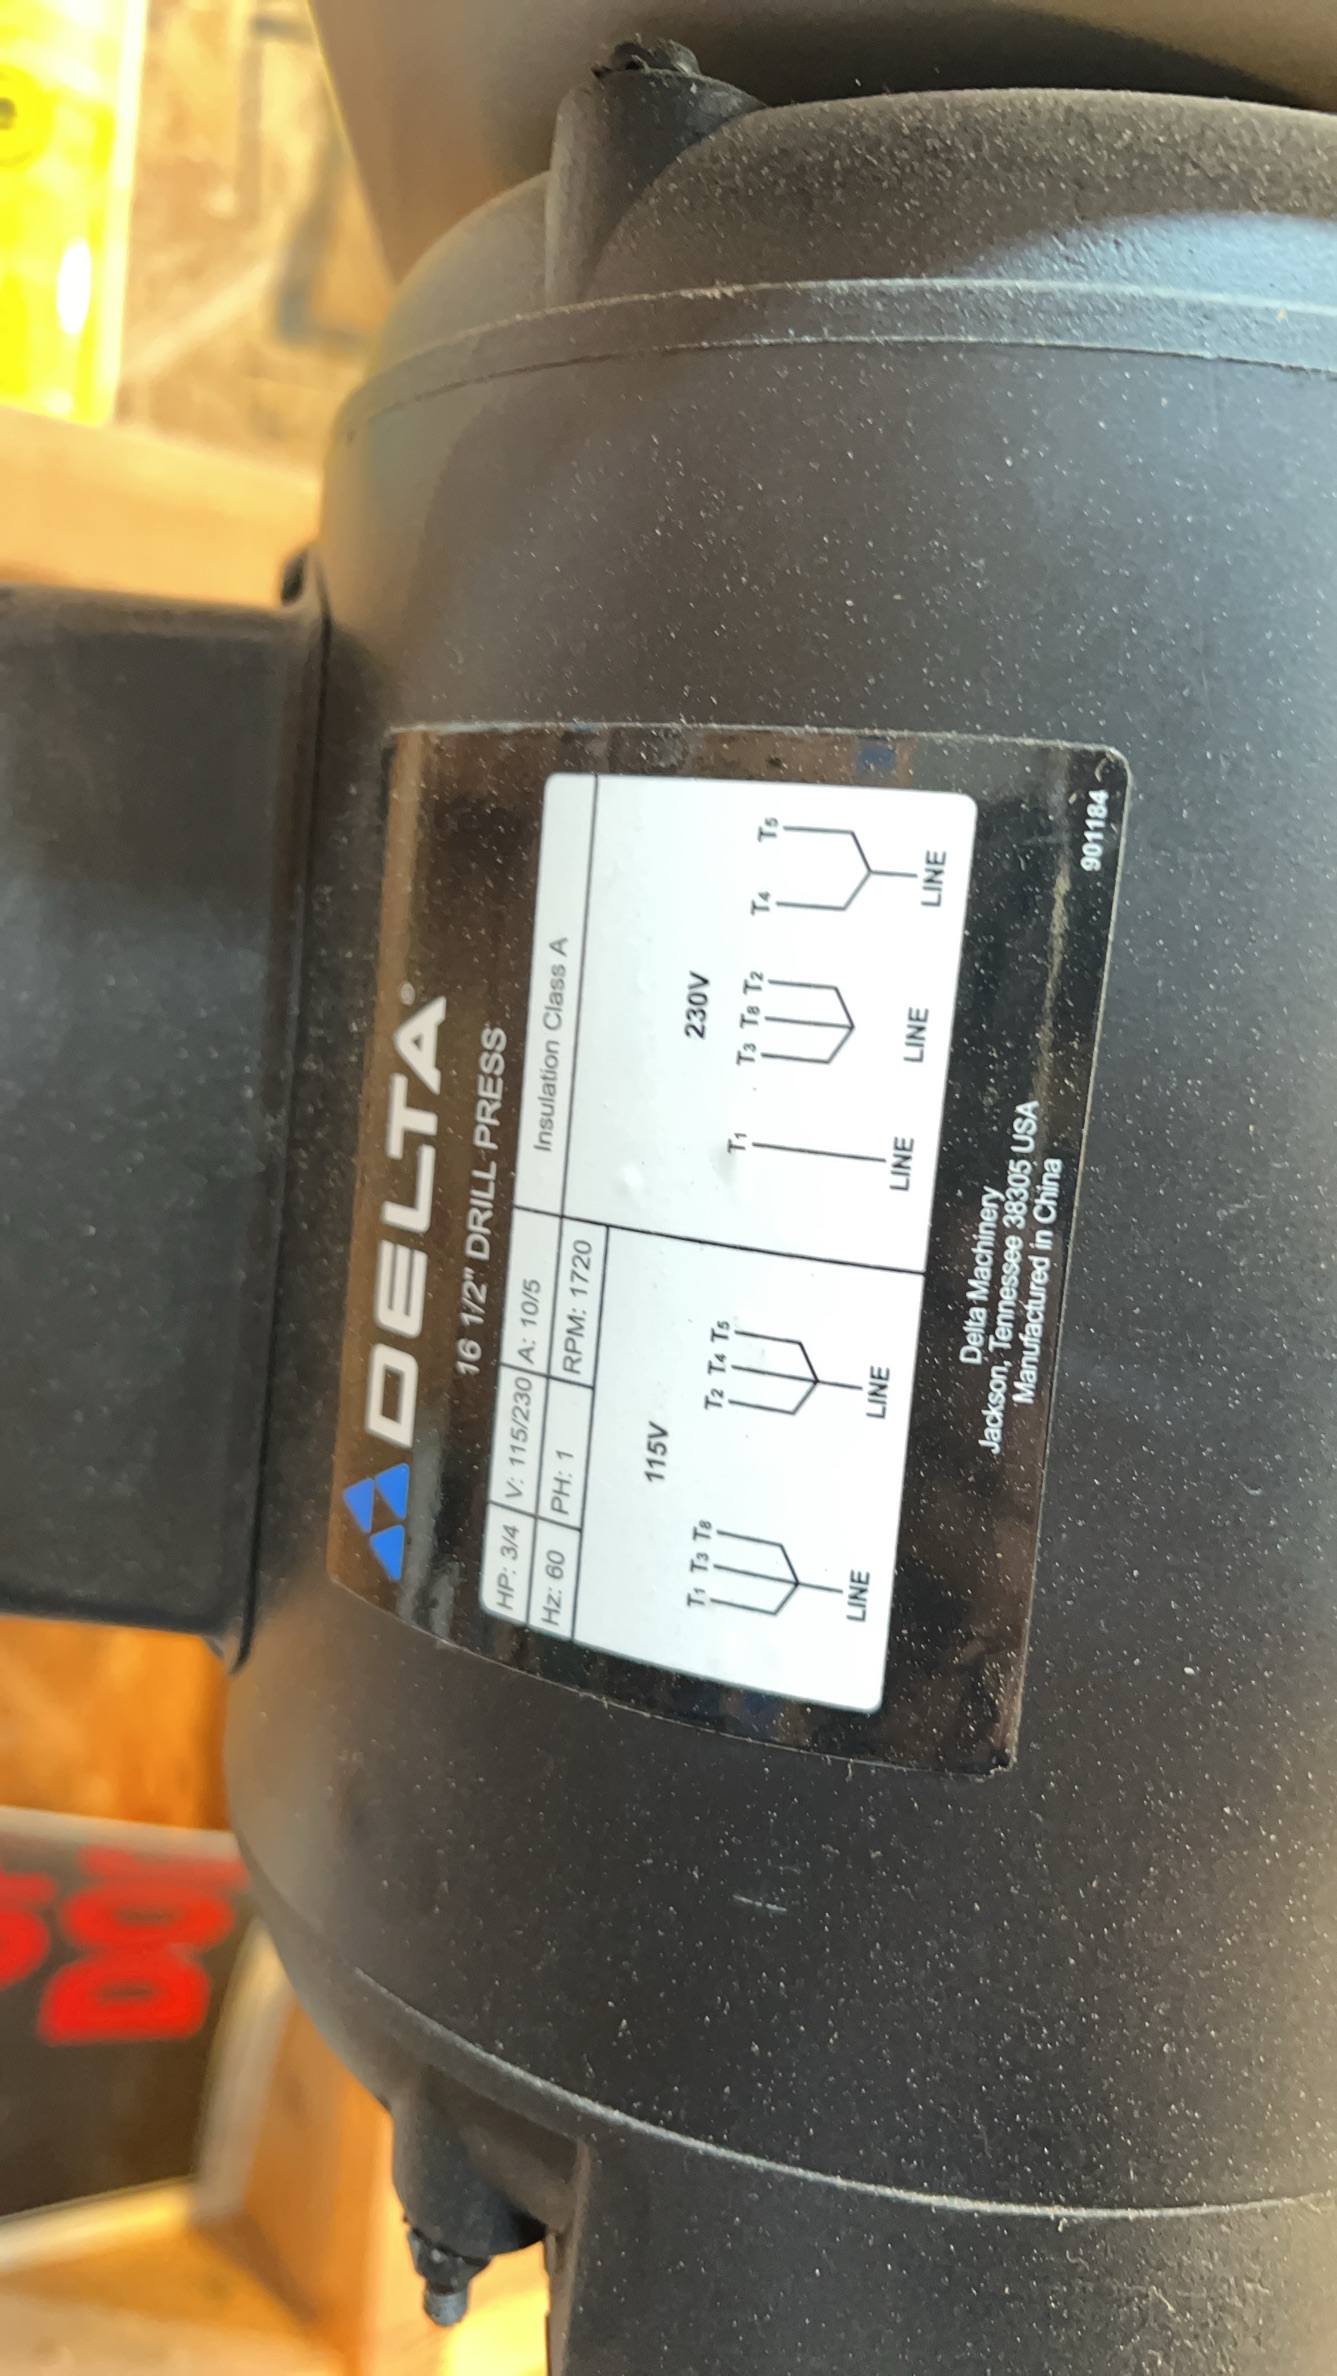 DELTA®
16 1/2" DRILL PRESS
HP: 3/4 V: 115/230 A: 10/5 Insulation Class A
Hz: 60 PH: 1 RPM: 1720
115V
T1 T3 T8
T2 T4 T5
LINE
LINE
230V
T1
T3 T8 T2
T4 T5
LINE
LINE
LINE
Delta Machinery
Jackson, Tennessee 38305 USA
Manufactured in China
901184